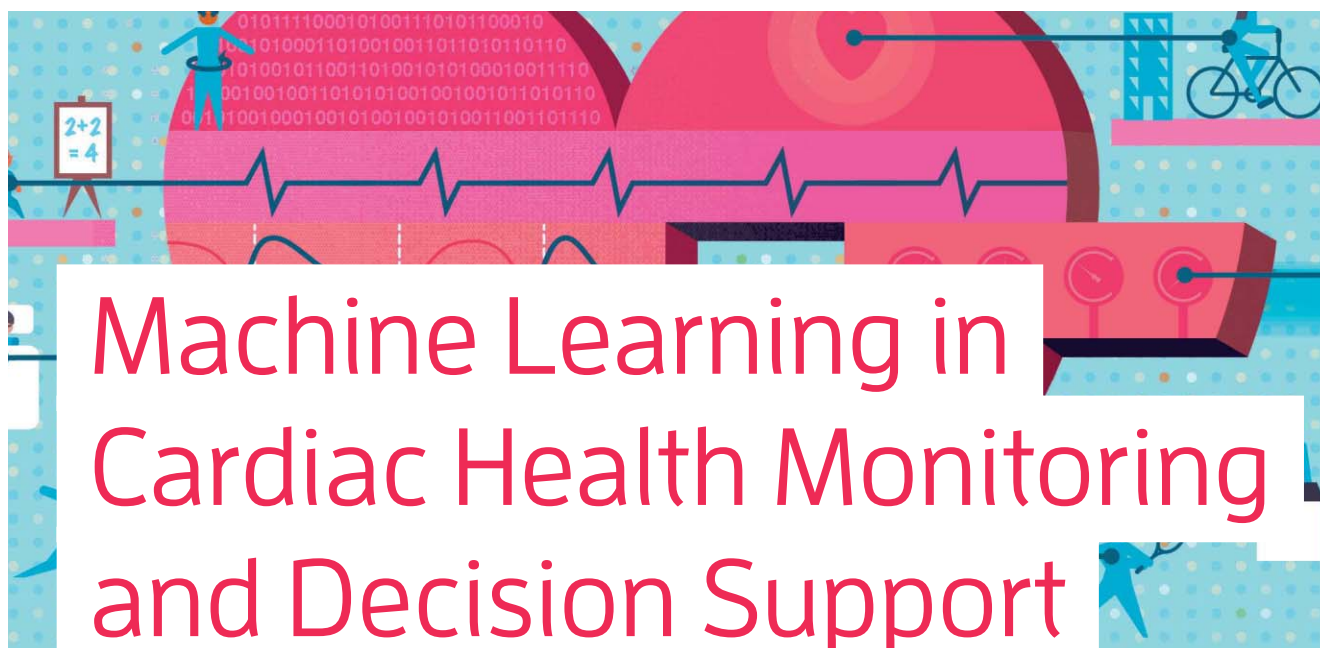 2+2
= 4
Machine Learning in
Cardiac Health Monitoring
and Decision Support